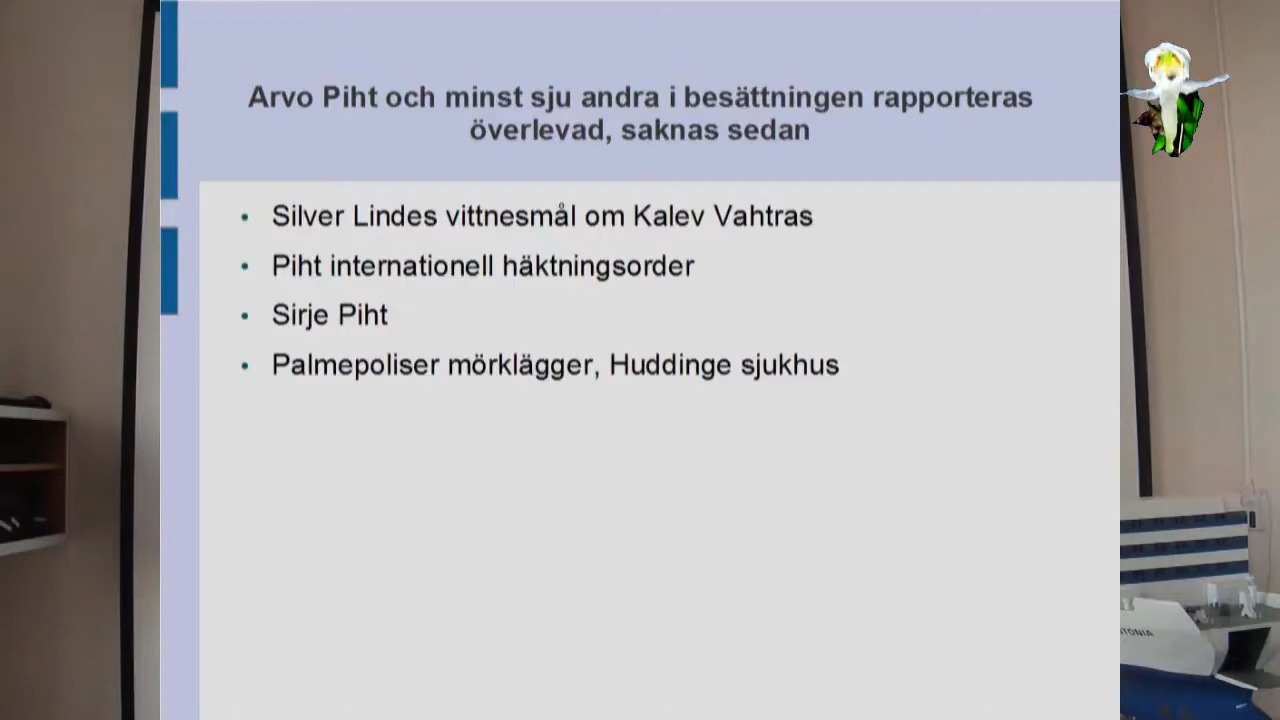 Arvo Piht och minst sju andra i besättningen rapporteras
överlevad, saknas sedan
• Silver Lindes vittnesmål om Kalev Vahtras
• Piht internationell häktningsorder
• Sirje Piht
• Palmepoliser mörklägger, Huddinge sjukhus
TONIA